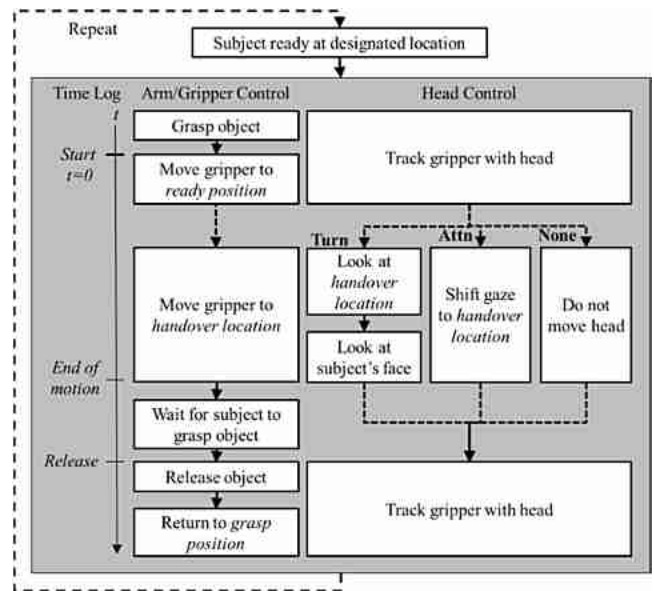 Repeat
Subject ready at designated location
Time Log
Arm/Gripper Control
Head Control
t
Grasp object
Track gripper with head
Start
t=0
Move gripper to
ready position
Turn
Attn
None
Look at
handover
location
Shift gaze
to handover
location
Do not
move head
Move gripper to
handover location
Look at
subject's face
End of
motion
Wait for subject to
grasp object
Release
Release object
Track gripper with head
Return to grasp
position